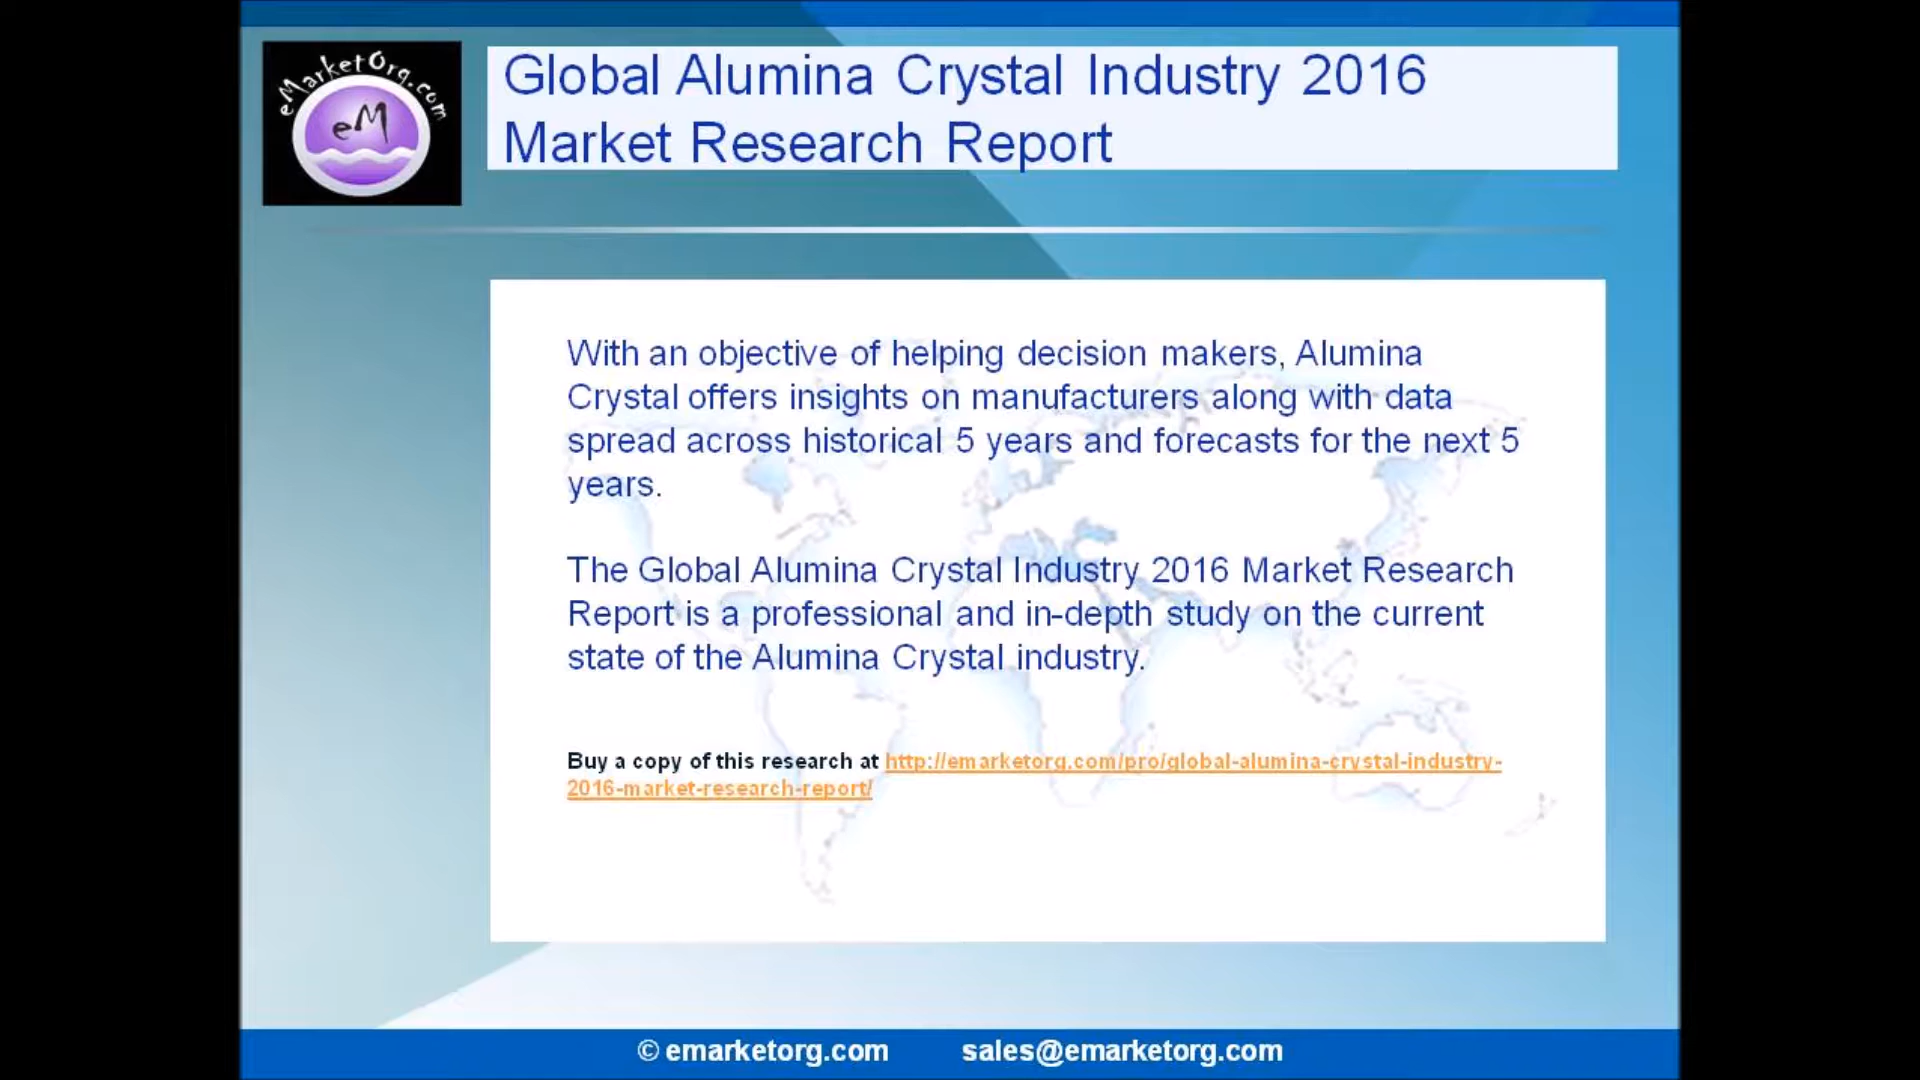 eMarketOrg.com
eM
Global Alumina Crystal Industry 2016
Market Research Report
With an objective of helping decision makers, Alumina
Crystal offers insights on manufacturers along with data
spread across historical 5 years and forecasts for the next 5
years.
The Global Alumina Crystal Industry 2016 Market Research
Report is a professional and in-depth study on the current
state of the Alumina Crystal industry.
Buy a copy of this research at http://emarketorg.com/pro/global-alumina-crystal-industry-
2016-market-research-report/
© emarketorg.com sales@emarketorg.com